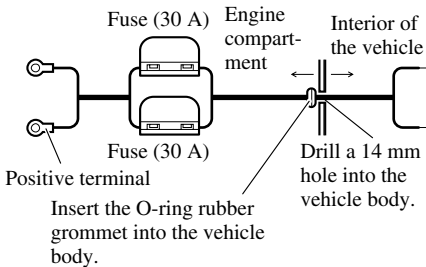 Fuse (30 A)
Engine
compart-
ment
Interior of
the vehicle
Fuse (30 A)
Positive terminal
Drill a 14 mm
hole into the
vehicle body.
Insert the O-ring rubber
grommet into the vehicle
body.